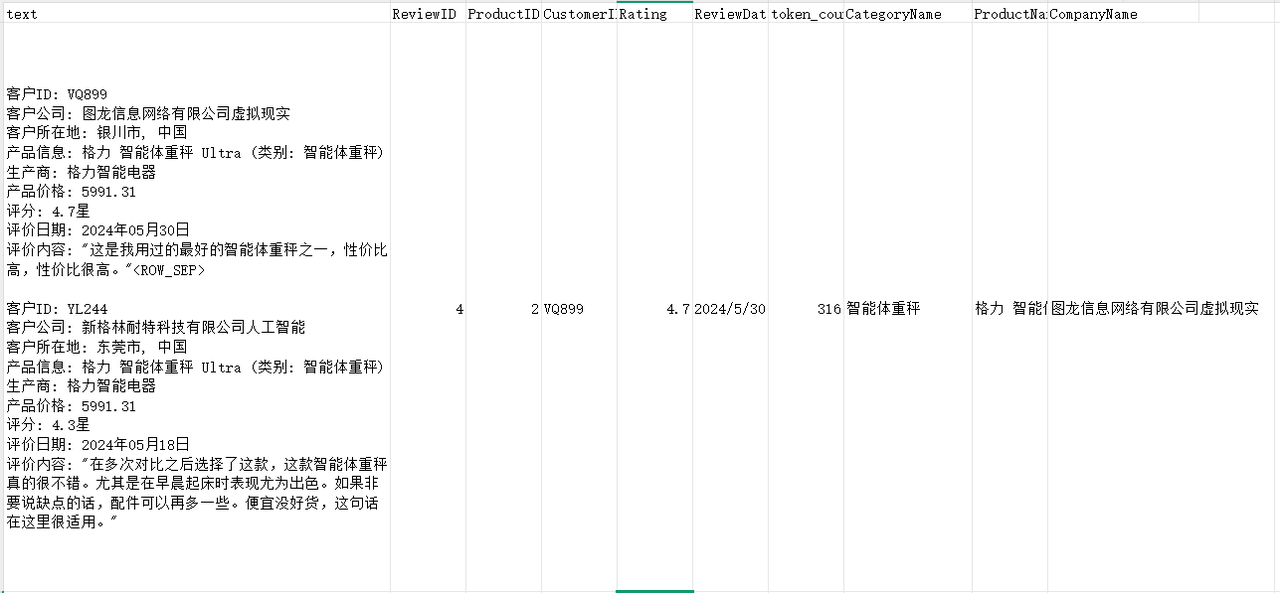 text ReviewID ProductID CustomerI Rating ReviewDat token_cou CategoryName ProductNa CompanyName
客户ID: VQ899
客户公司: 图龙信息网络有限公司虚拟现实
客户所在地: 银川市, 中国
产品信息: 格力 智能体重秤 Ultra (类别: 智能体重秤)
生产商: 格力智能电器
产品价格: 5991.31
评分: 4.7星
评价日期: 2024年05月30日
评价内容: "这是我用过的最好的智能体重秤之一，性价比
高，性价比很高。"<ROW_SEP>
客户ID: YL244
4 2 VQ899 4.7 2024/5/30 316 智能体重秤 格力 智能 图龙信息网络有限公司虚拟现实
客户公司: 新格林耐特科技有限公司人工智能
客户所在地: 东莞市, 中国
产品信息: 格力 智能体重秤 Ultra (类别: 智能体重秤)
生产商: 格力智能电器
产品价格: 5991.31
评分: 4.3星
评价日期: 2024年05月18日
评价内容: "在多次对比之后选择了这款，这款智能体重秤
真的很不错。尤其是在早晨起床时表现尤为出色。如果非
要说缺点的话，配件可以再多一些。便宜没好货，这句话
在这里很适用。"